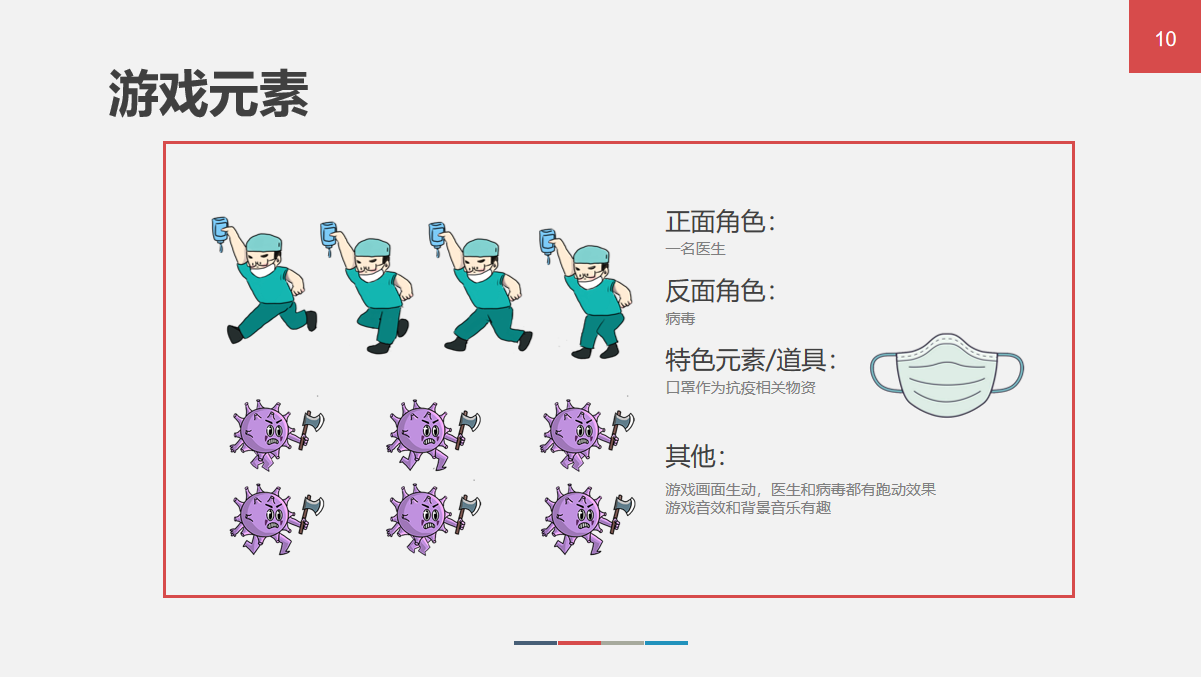 10
游戏元素
正面角色：
一名医生
反面角色：
病毒
特色元素/道具：
口罩作为抗疫相关物资
其他：
游戏画面生动，医生和病毒都有跑动效果
游戏音效和背景音乐有趣